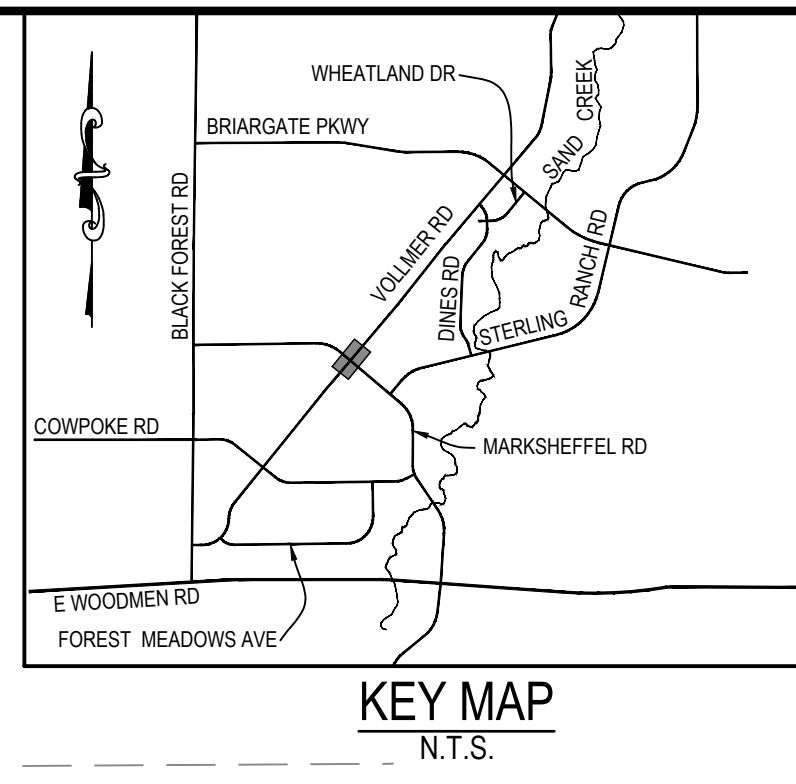 WHEATLAND DR
SAND CREEK
BRIARGATE PKWY
BLACK FOREST RD
VOLLMER RD
DINES RD
STERLING RANCH RD
COWPOKE RD
MARKSHEFFEL RD
E WOODMEN RD
FOREST MEADOWS AVE
KEY MAP
N.T.S.